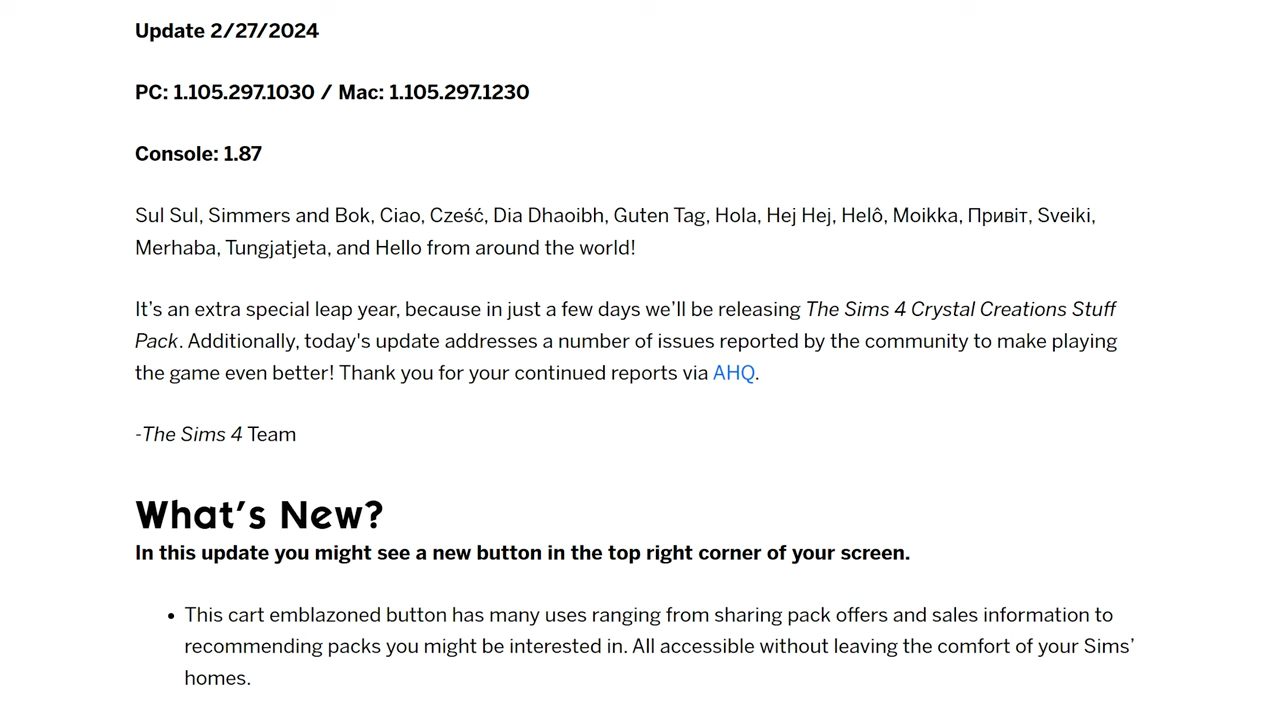 Update 2/27/2024
PC: 1.105.297.1030 / Mac: 1.105.297.1230
Console: 1.87
Sul Sul, Simmers and Bok, Ciao, Cześć, Dia Dhaoibh, Guten Tag, Hola, Hej Hej, Helô, Moikka, Привіт, Sveiki,
Merhaba, Tungjatjeta, and Hello from around the world!
It’s an extra special leap year, because in just a few days we’ll be releasing The Sims 4 Crystal Creations Stuff
Pack. Additionally, today's update addresses a number of issues reported by the community to make playing
the game even better! Thank you for your continued reports via AHQ.
-The Sims 4 Team
What’s New?
In this update you might see a new button in the top right corner of your screen.
• This cart emblazoned button has many uses ranging from sharing pack offers and sales information to
recommending packs you might be interested in. All accessible without leaving the comfort of your Sims’
homes.